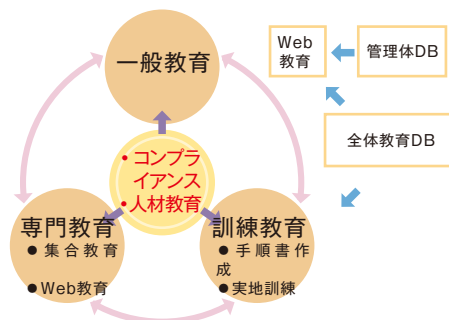 一般教育
Web
教育
管理体DB
全体教育DB
• コンプラ
イアンス
• 人材教育
専門教育
● 集合教育
● Web教育
訓練教育
● 手順書作
成
● 実地訓練